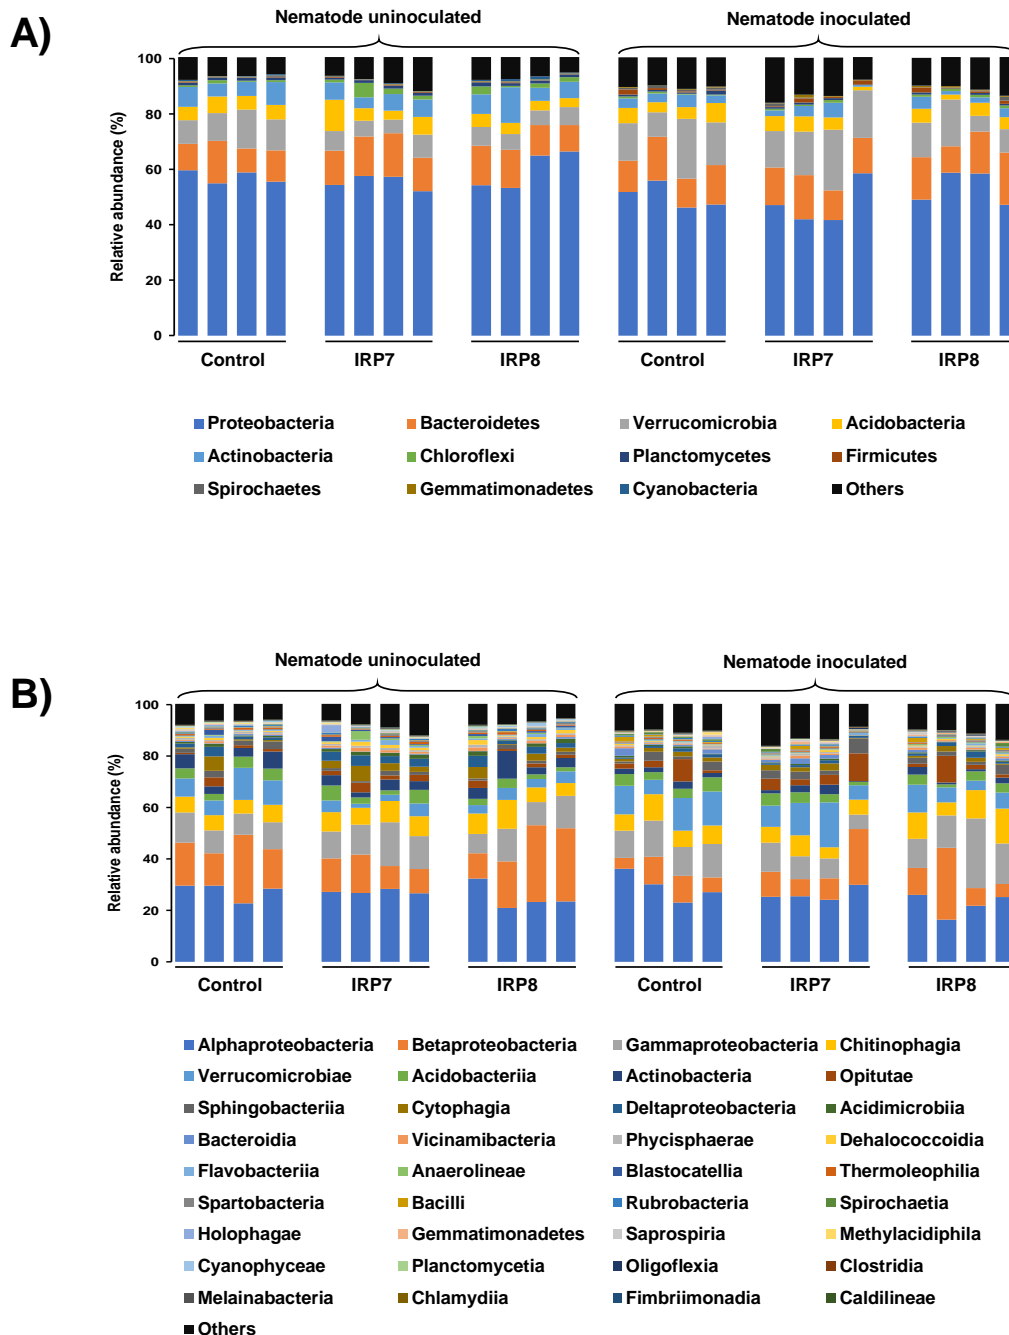 A)
Nematode uninoculated
Nematode inoculated
Relative abundance (%)
100
80
60
40
20
0
Control
IRP7
IRP8
Control
IRP7
IRP8
Proteobacteria
Bacteroidetes
Verrucomicrobia
Acidobacteria
Actinobacteria
Chloroflexi
Planctomycetes
Firmicutes
Spirochaetes
Gemmatimonadetes
Cyanobacteria
Others
B)
Nematode uninoculated
Nematode inoculated
Relative abundance (%)
100
80
60
40
20
0
Control
IRP7
IRP8
Control
IRP7
IRP8
Alphaproteobacteria
Betaproteobacteria
Gammaproteobacteria
Chitinophagia
Verrucomicrobiae
Acidobacteriia
Actinobacteria
Opitutae
Sphingobacteriia
Cytophagia
Deltaproteobacteria
Acidimicrobiia
Bacteroidia
Vicinamibacteria
Phycisphaerae
Dehalococcoidia
Flavobacteriia
Anaerolineae
Blastocatellia
Thermoleophilia
Spartobacteria
Bacilli
Rubrobacteria
Spirochaetia
Holophagae
Gemmatimonadetes
Saprospiria
Methylacidiphila
Cyanophyceae
Planctomycetia
Oligoflexia
Clostridia
Melainabacteria
Chlamydiia
Fimbriimonadia
Caldilineae
Others